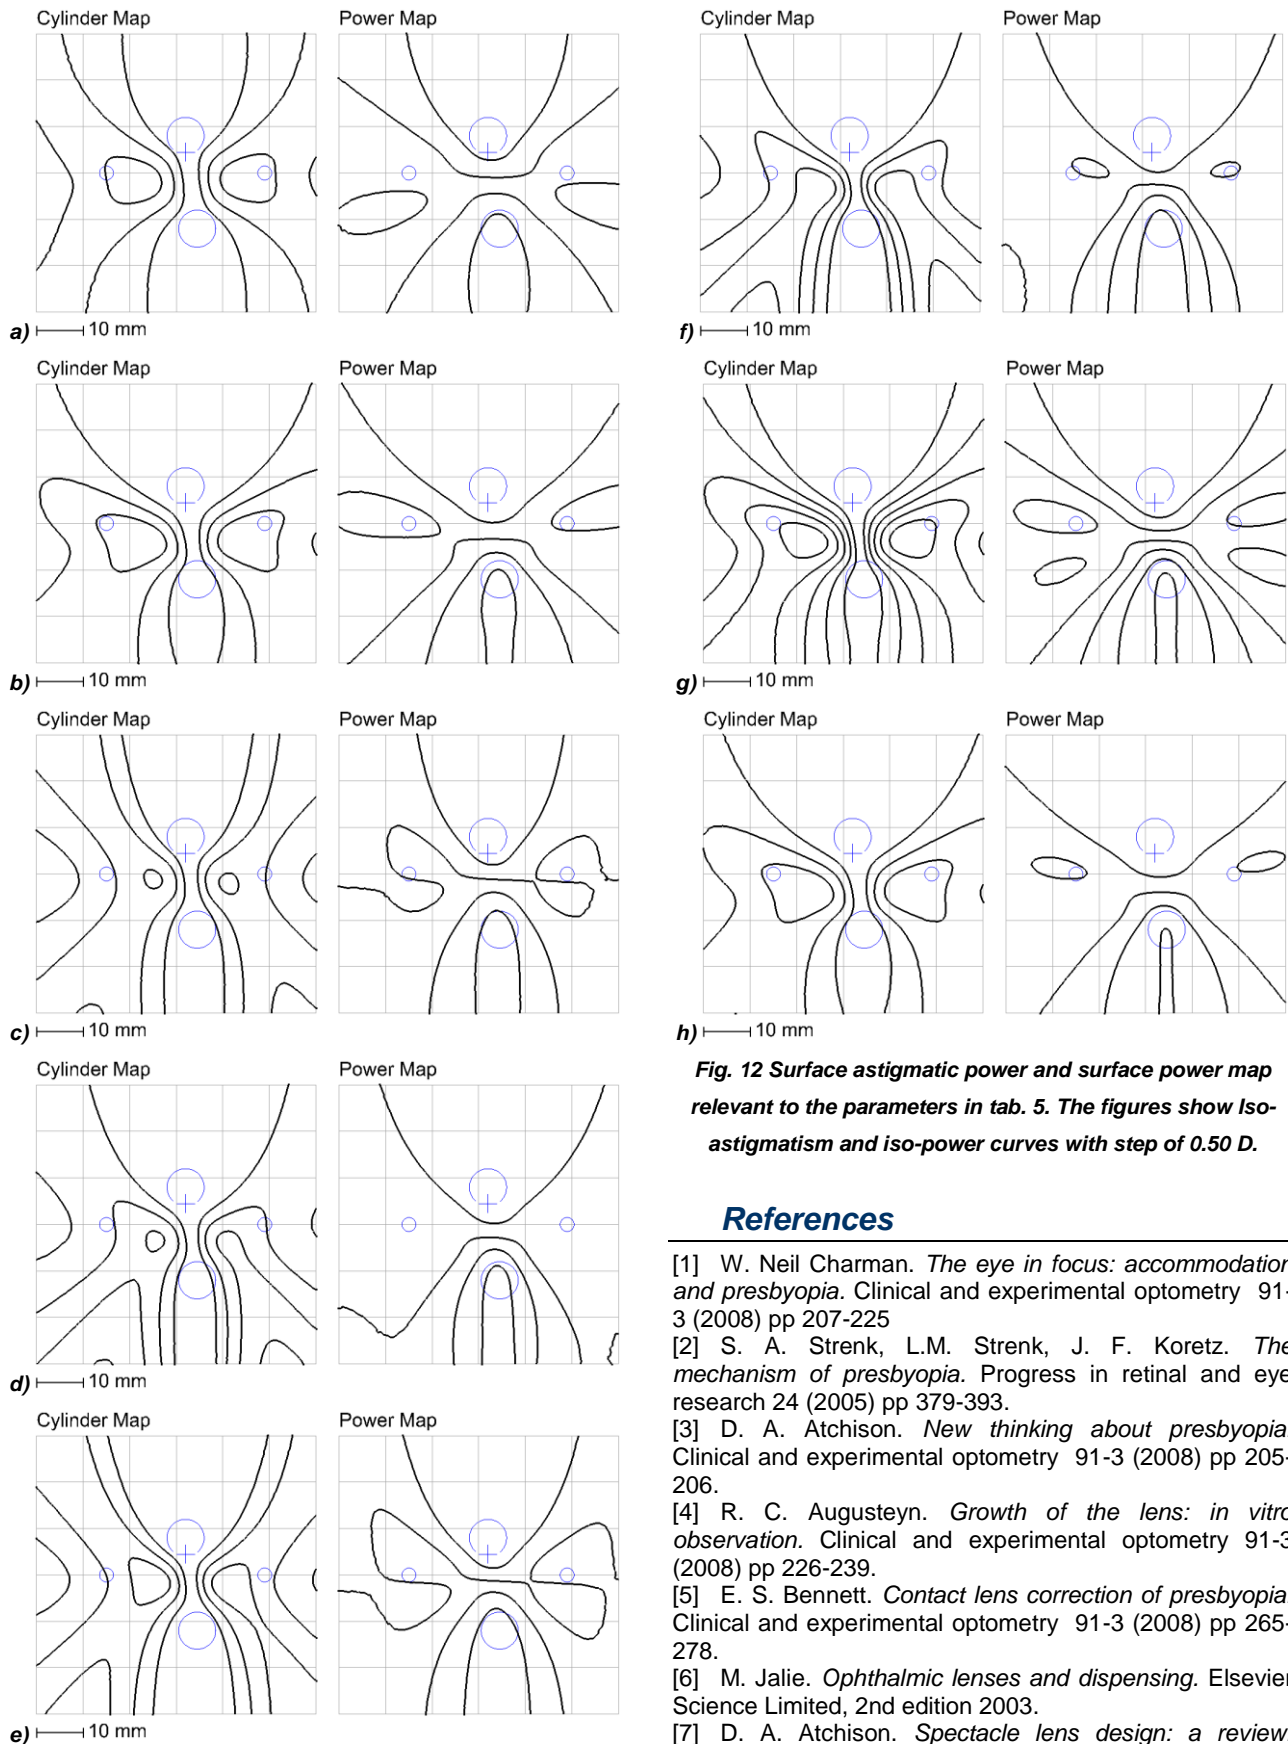 Cylinder Map Power Map
a) 10 mm
Cylinder Map Power Map
b) 10 mm
Cylinder Map Power Map
c) 10 mm
Cylinder Map Power Map
d) 10 mm
Cylinder Map Power Map
e) 10 mm
Cylinder Map Power Map
f) 10 mm
Cylinder Map Power Map
g) 10 mm
Cylinder Map Power Map
h) 10 mm
Fig. 12 Surface astigmatic power and surface power map
relevant to the parameters in tab. 5. The figures show Iso-
astigmatism and iso-power curves with step of 0.50 D.
References
[1] W. Neil Charman. The eye in focus: accommodation
and presbyopia. Clinical and experimental optometry 91-
3 (2008) pp 207-225
[2] S. A. Strenk, L.M. Strenk, J. F. Koretz. The
mechanism of presbyopia. Progress in retinal and eye
research 24 (2005) pp 379-393.
[3] D. A. Atchison. New thinking about presbyopia.
Clinical and experimental optometry 91-3 (2008) pp 205-
206.
[4] R. C. Augusteyn. Growth of the lens: in vitro
observation. Clinical and experimental optometry 91-3
(2008) pp 226-239.
[5] E. S. Bennett. Contact lens correction of presbyopia.
Clinical and experimental optometry 91-3 (2008) pp 265-
278.
[6] M. Jalie. Ophthalmic lenses and dispensing. Elsevier
Science Limited, 2nd edition 2003.
[7] D. A. Atchison. Spectacle lens design: a review.